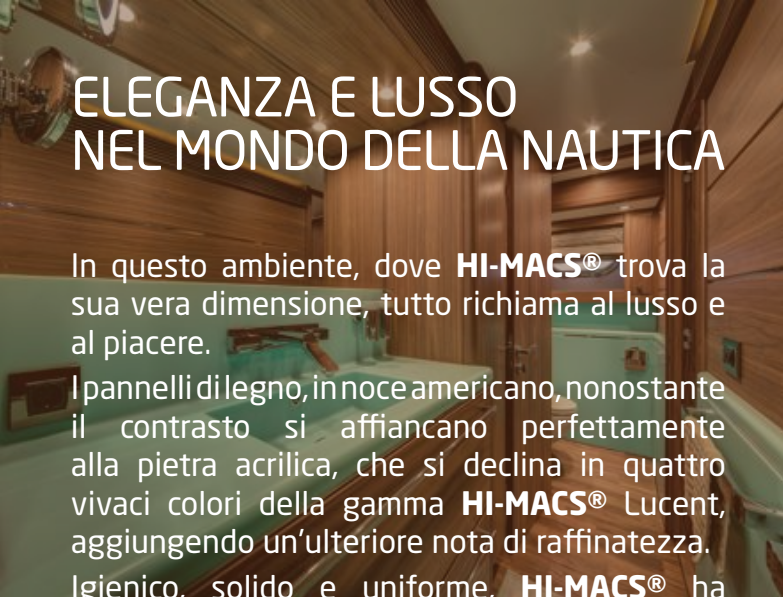 ELEGANZA E LUSSO
NEL MONDO DELLA NAUTICA
In questo ambiente, dove HI-MACS® trova la
sua vera dimensione, tutto richiama al lusso e
al piacere.
I pannelli di legno, in noce americano, nonostante
il contrasto si affiancano perfettamente
alla pietra acrilica, che si declina in quattro
vivaci colori della gamma HI-MACS® Lucent,
aggiungendo un'ulteriore nota di raffinatezza.
Igienico, solido e uniforme, HI-MACS® ha